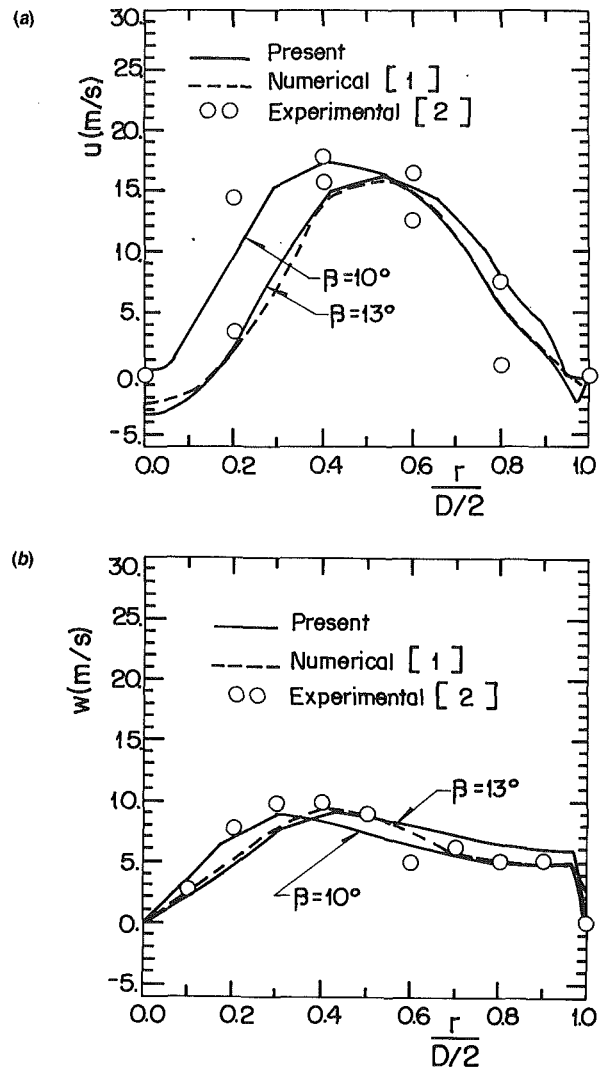 (a)
30.
25.
20.
15.
10.
5.
0.
-5.
u(m/s)
Present
Numerical [1]
Experimental [2]
β=10°
β=13°
0.0 0.2 0.4 0.6 0.8 1.0
r
D/2
(b)
30.
25.
20.
15.
10.
5.
0.
-5.
w(m/s)
Present
Numerical [1]
Experimental [2]
β=13°
β=10°
0.0 0.2 0.4 0.6 0.8 1.0
r
D/2